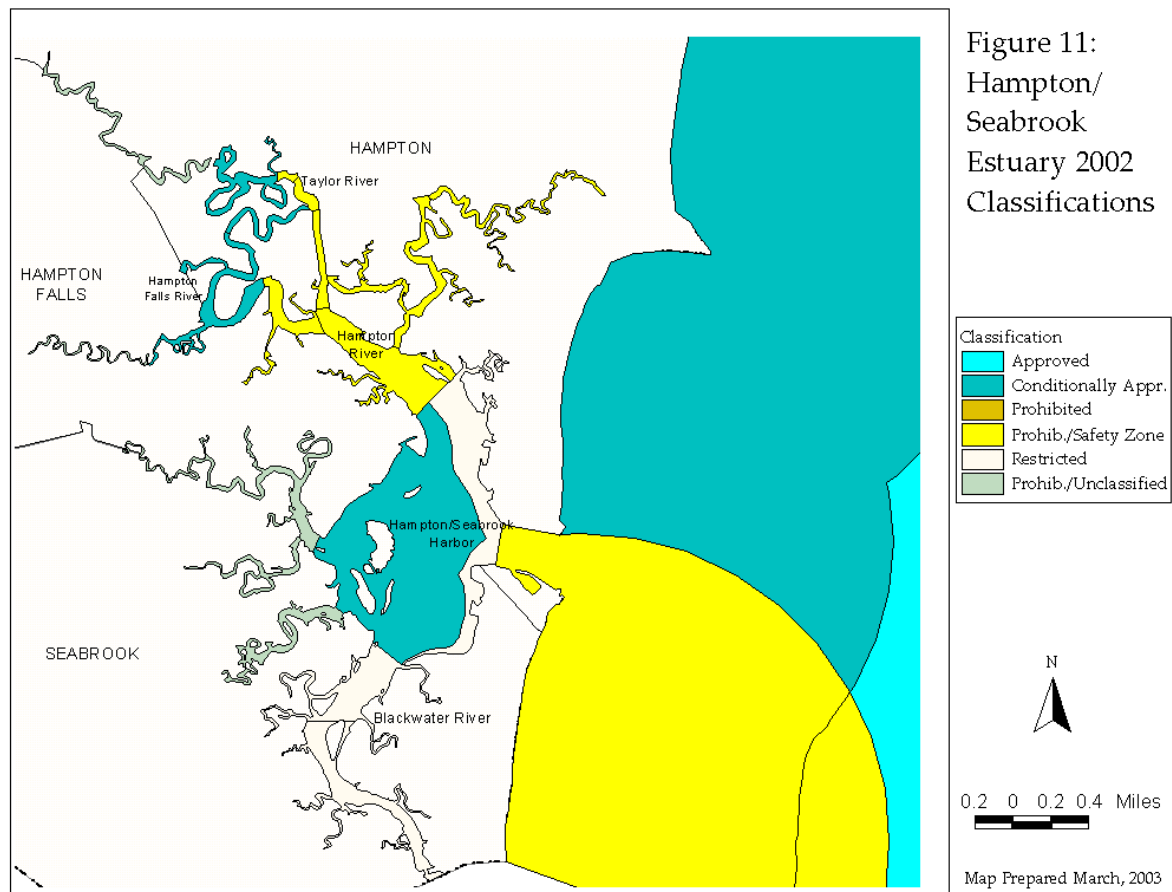 Figure 11:
Hampton/
Seabrook
Estuary 2002
Classifications
HAMPTON
Taylor River
HAMPTON
FALLS
Hampton
Falls River
Hampton
River
Hampton/Seabrook
Harbor
SEABROOK
Blackwater River
Classification
Approved
Conditionally Appr.
Prohibited
Prohib./Safety Zone
Restricted
Prohib./Unclassified
N
0.2 0 0.2 0.4 Miles
Map Prepared March, 2003